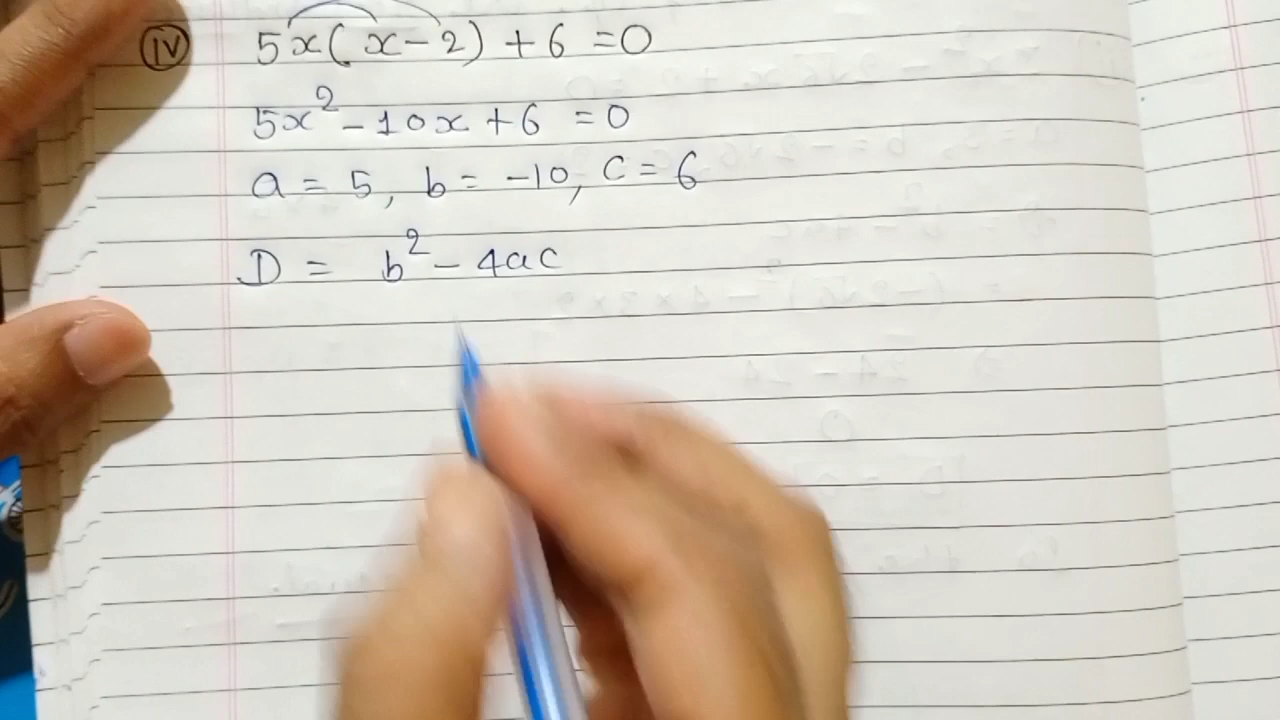 (iv) 5x(x-2) + 6 = 0
5x² - 10x + 6 = 0
a = 5, b = -10, c = 6
D = b² - 4ac